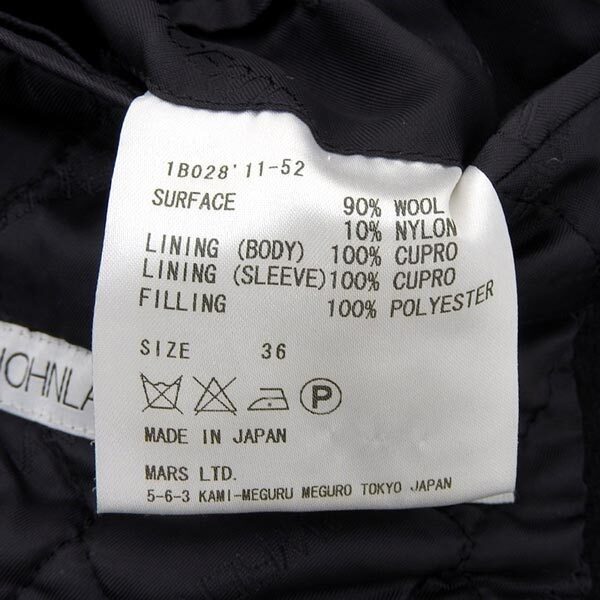 1B028'11-52
SURFACE 90% WOOL
10% NYLON
LINING (BODY) 100% CUPRO
LINING (SLEEVE) 100% CUPRO
FILLING 100% POLYESTER
SIZE 36
P
MADE IN JAPAN
MARS LTD.
5-6-3 KAMI-MEGURU MEGURO TOKYO JAPAN